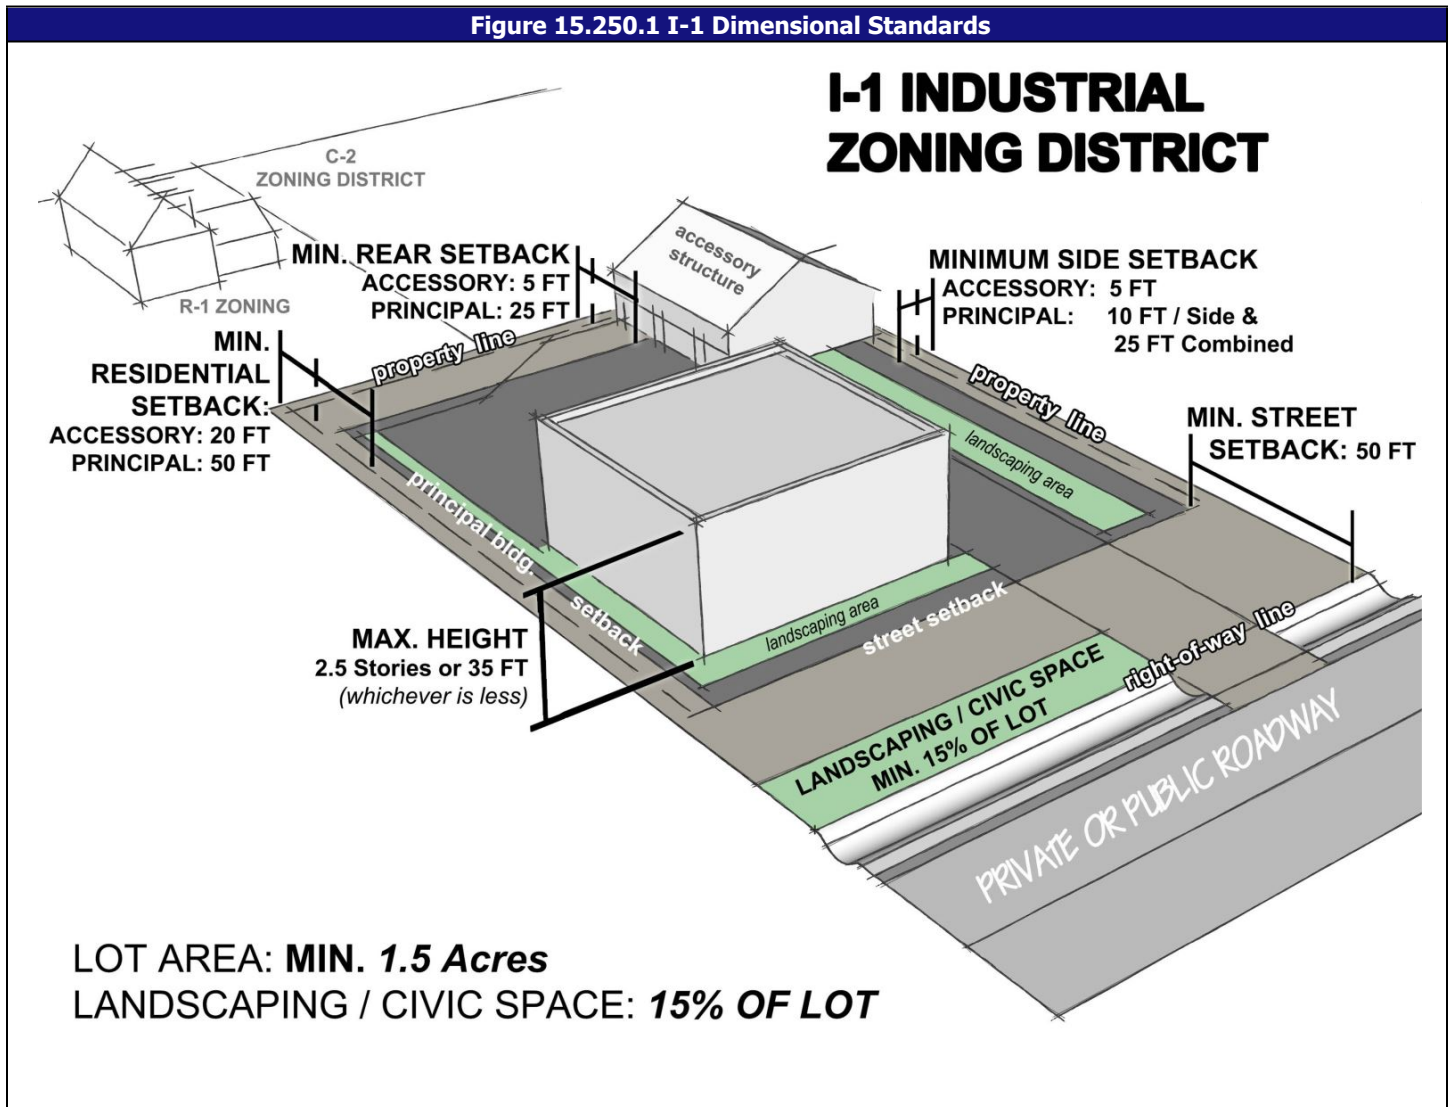 Figure 15.250.1 I-1 Dimensional Standards
I-1 INDUSTRIAL
ZONING DISTRICT
C-2
ZONING DISTRICT
R-1 ZONING
MIN. REAR SETBACK
ACCESSORY: 5 FT
PRINCIPAL: 25 FT
accessory
structure
MINIMUM SIDE SETBACK
ACCESSORY: 5 FT
PRINCIPAL: 10 FT / Side &
25 FT Combined
MIN.
RESIDENTIAL
SETBACK:
ACCESSORY: 20 FT
PRINCIPAL: 50 FT
property line
property line
MIN. STREET
SETBACK: 50 FT
landscaping area
principal bldg.
setback
landscaping area
street setback
MAX. HEIGHT
2.5 Stories or 35 FT
(whichever is less)
right-of-way line
LANDSCAPING / CIVIC SPACE
MIN. 15% OF LOT
PRIVATE OR PUBLIC ROADWAY
LOT AREA: MIN. 1.5 Acres
LANDSCAPING / CIVIC SPACE: 15% OF LOT